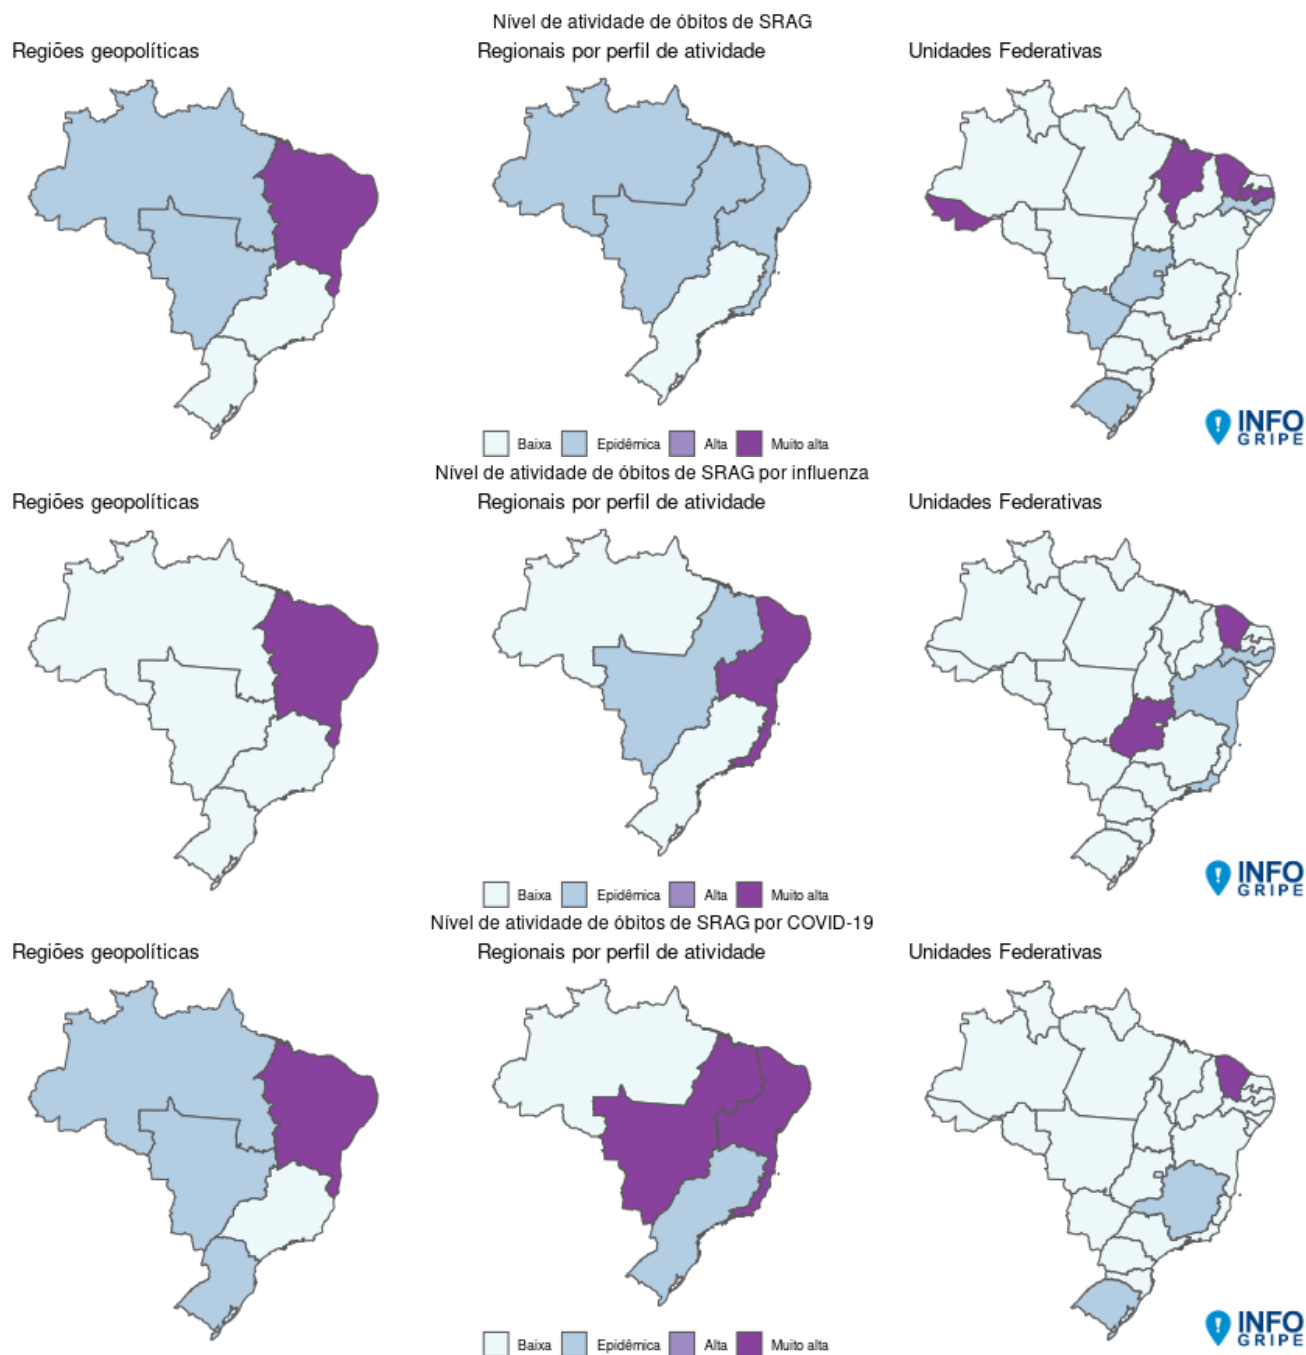 Nível de atividade de óbitos de SRAG
Regiões geopolíticas
Regionais por perfil de atividade
Unidades Federativas
Baixa
Epidêmica
Alta
Muito alta
INFO
GRIPE
Nível de atividade de óbitos de SRAG por influenza
Regiões geopolíticas
Regionais por perfil de atividade
Unidades Federativas
Baixa
Epidêmica
Alta
Muito alta
INFO
GRIPE
Nível de atividade de óbitos de SRAG por COVID-19
Regiões geopolíticas
Regionais por perfil de atividade
Unidades Federativas
Baixa
Epidêmica
Alta
Muito alta
INFO
GRIPE